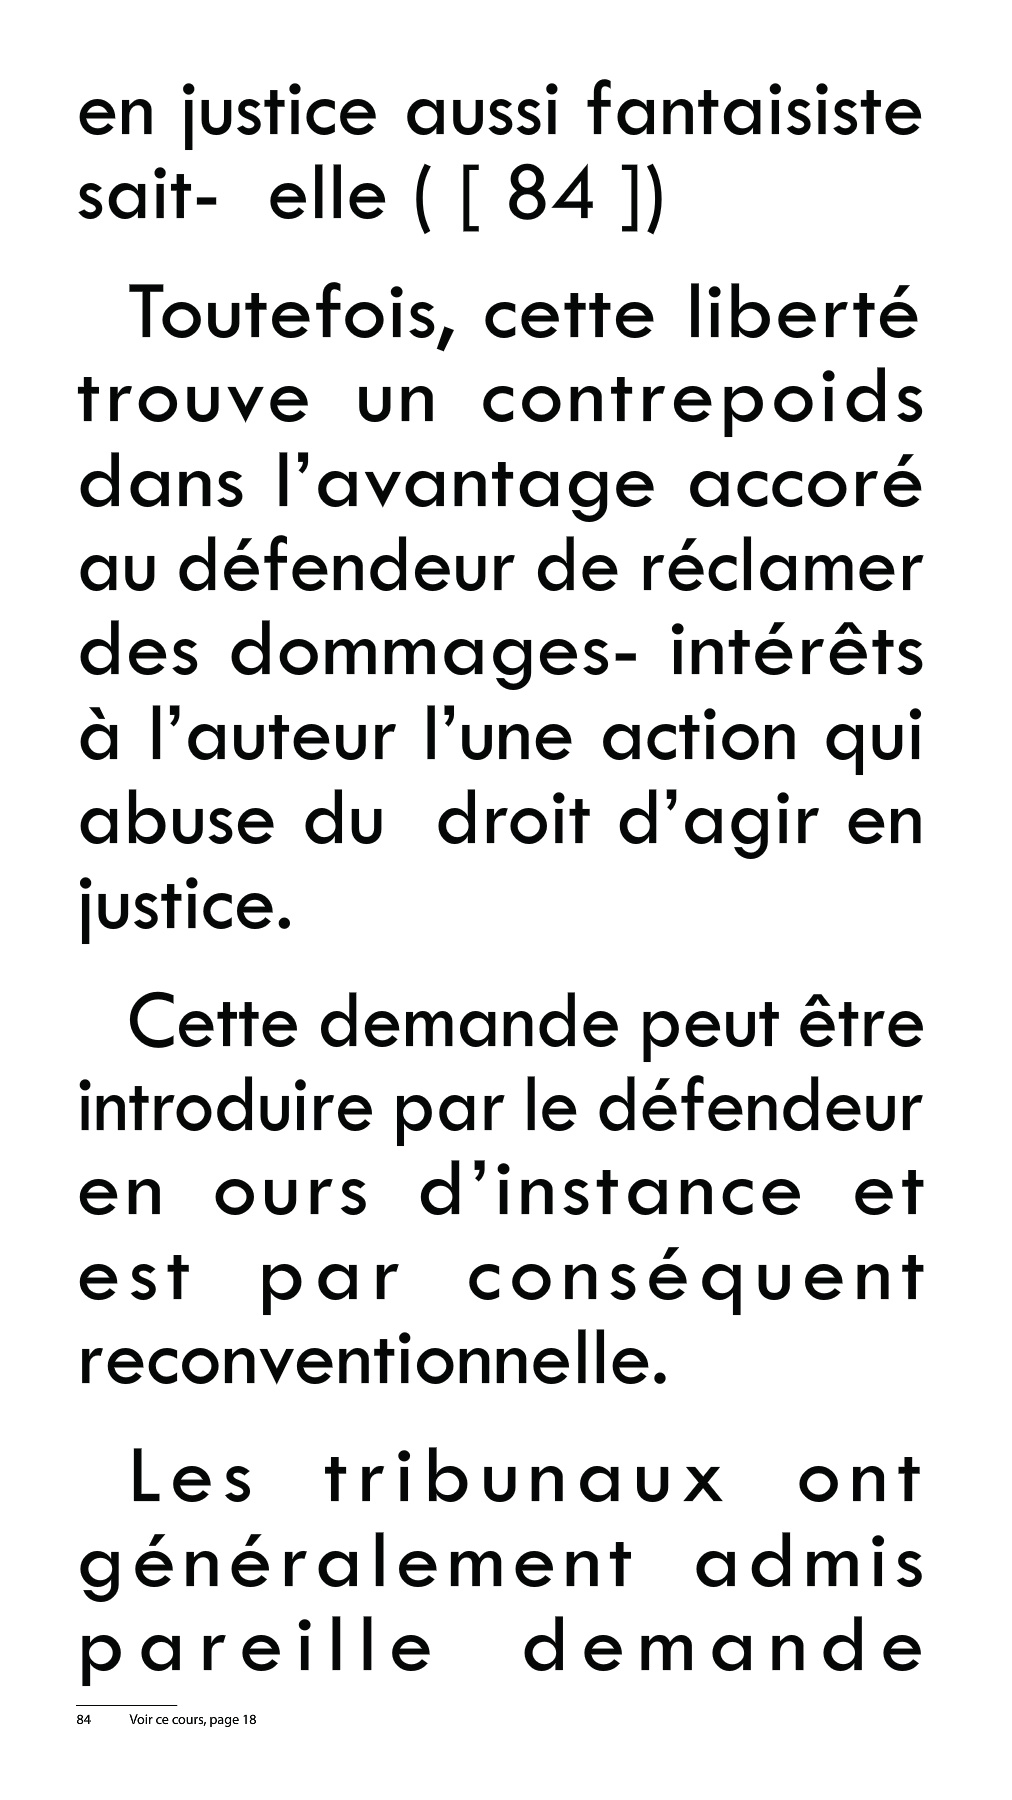 en justice aussi fantaisiste
sait- elle ( [ 84 ])
Toutefois, cette liberté
trouve un contrepoids
dans l’avantage accoré
au défendeur de réclamer
des dommages- intérêts
à l’auteur l’une action qui
abuse du droit d’agir en
justice.
Cette demande peut être
introduire par le défendeur
en ours d’instance et
est par conséquent
reconventionnelle.
Les tribunaux ont
généralement admis
pareille demande
84 Voir ce cours, page 18